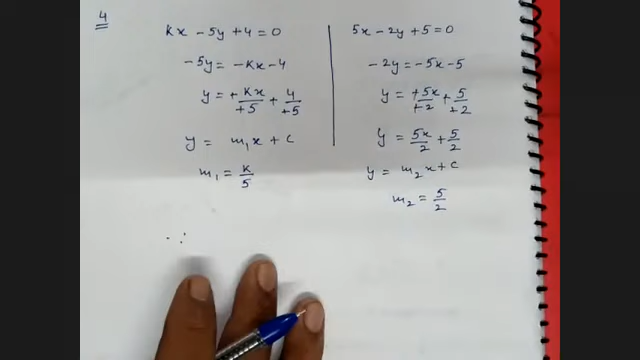 4
kx - 5y + 4 = 0
-5y = -kx - 4
y = +kx/+5 + 4/+5
y = m₁x + c
m₁ = k/5
∴
5x - 2y + 5 = 0
-2y = -5x - 5
y = +5x/+2 + 5/+2
y = 5x/2 + 5/2
y = m₂x + c
m₂ = 5/2